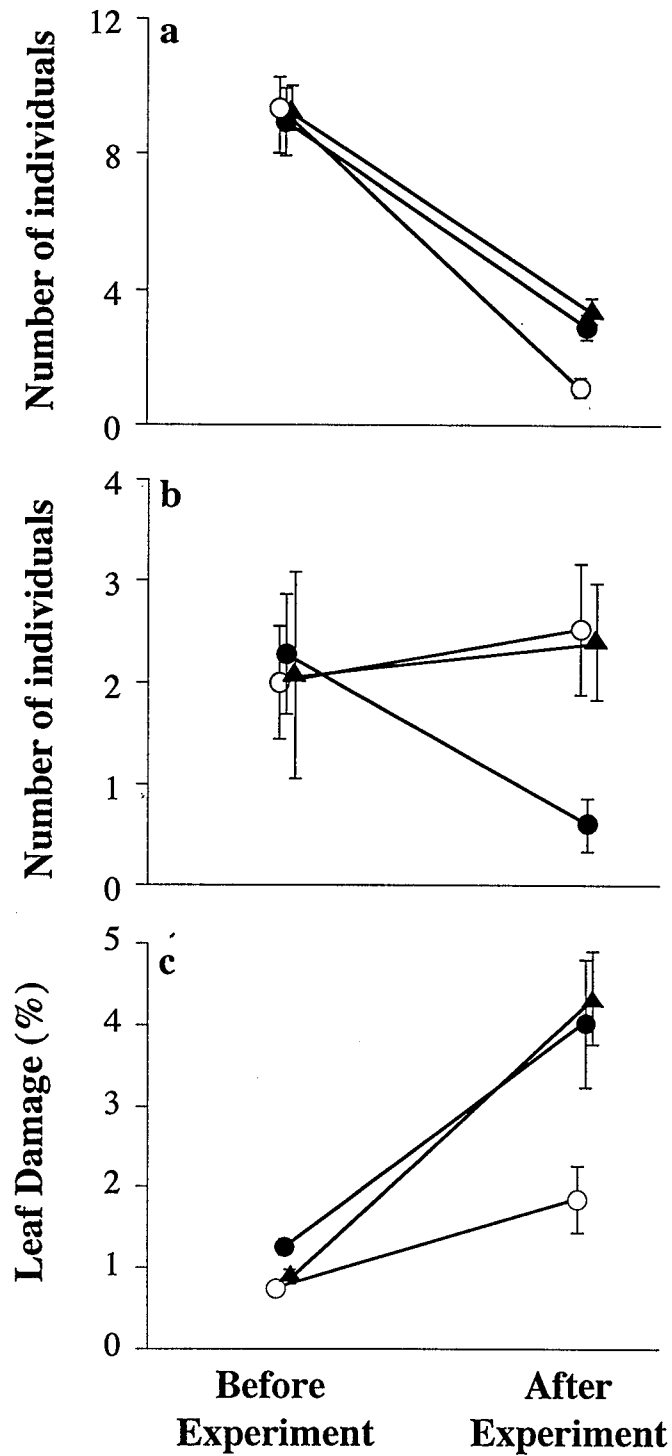 12
a
8
4
0
Number of individuals
4
b
3
2
1
0
Number of individuals
5
c
4
3
2
1
0
Leaf Damage (%)
Before
Experiment
After
Experiment